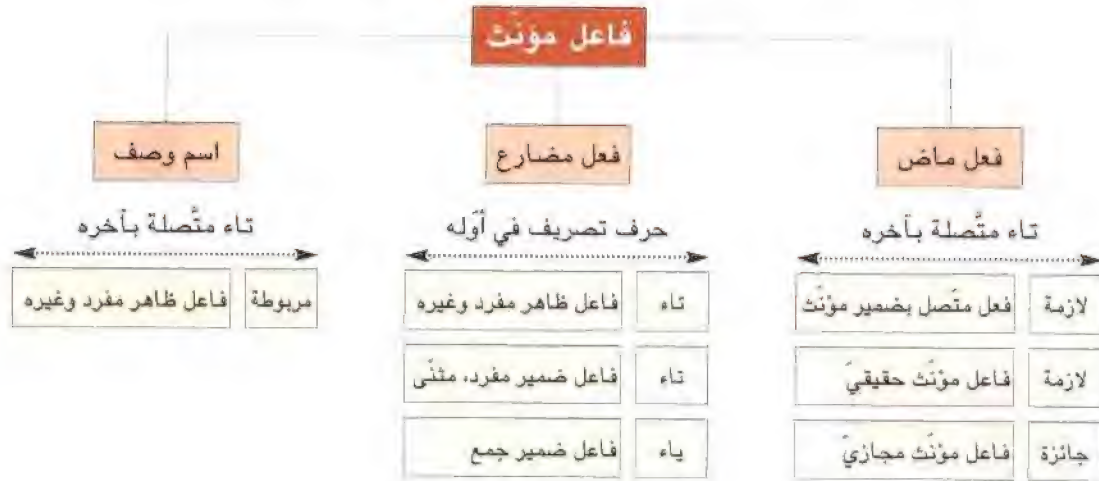 فاعل مؤنّث
فعل ماض
فعل مضارع
اسم وصف
تاء متَّصلة بآخره
حرف تصريف في أوّله
تاء متَّصلة بآخره
لازمة فعل متّصل بضمير مؤنّث
تاء فاعل ظاهر مفرد وغيره
مربوطة فاعل ظاهر مفرد وغيره
لازمة فاعل مؤنّث حقيقيّ
تاء فاعل ضمير مفرد، مثنّى
جائزة فاعل مؤنّث مجازيّ
ياء فاعل ضمير جمع